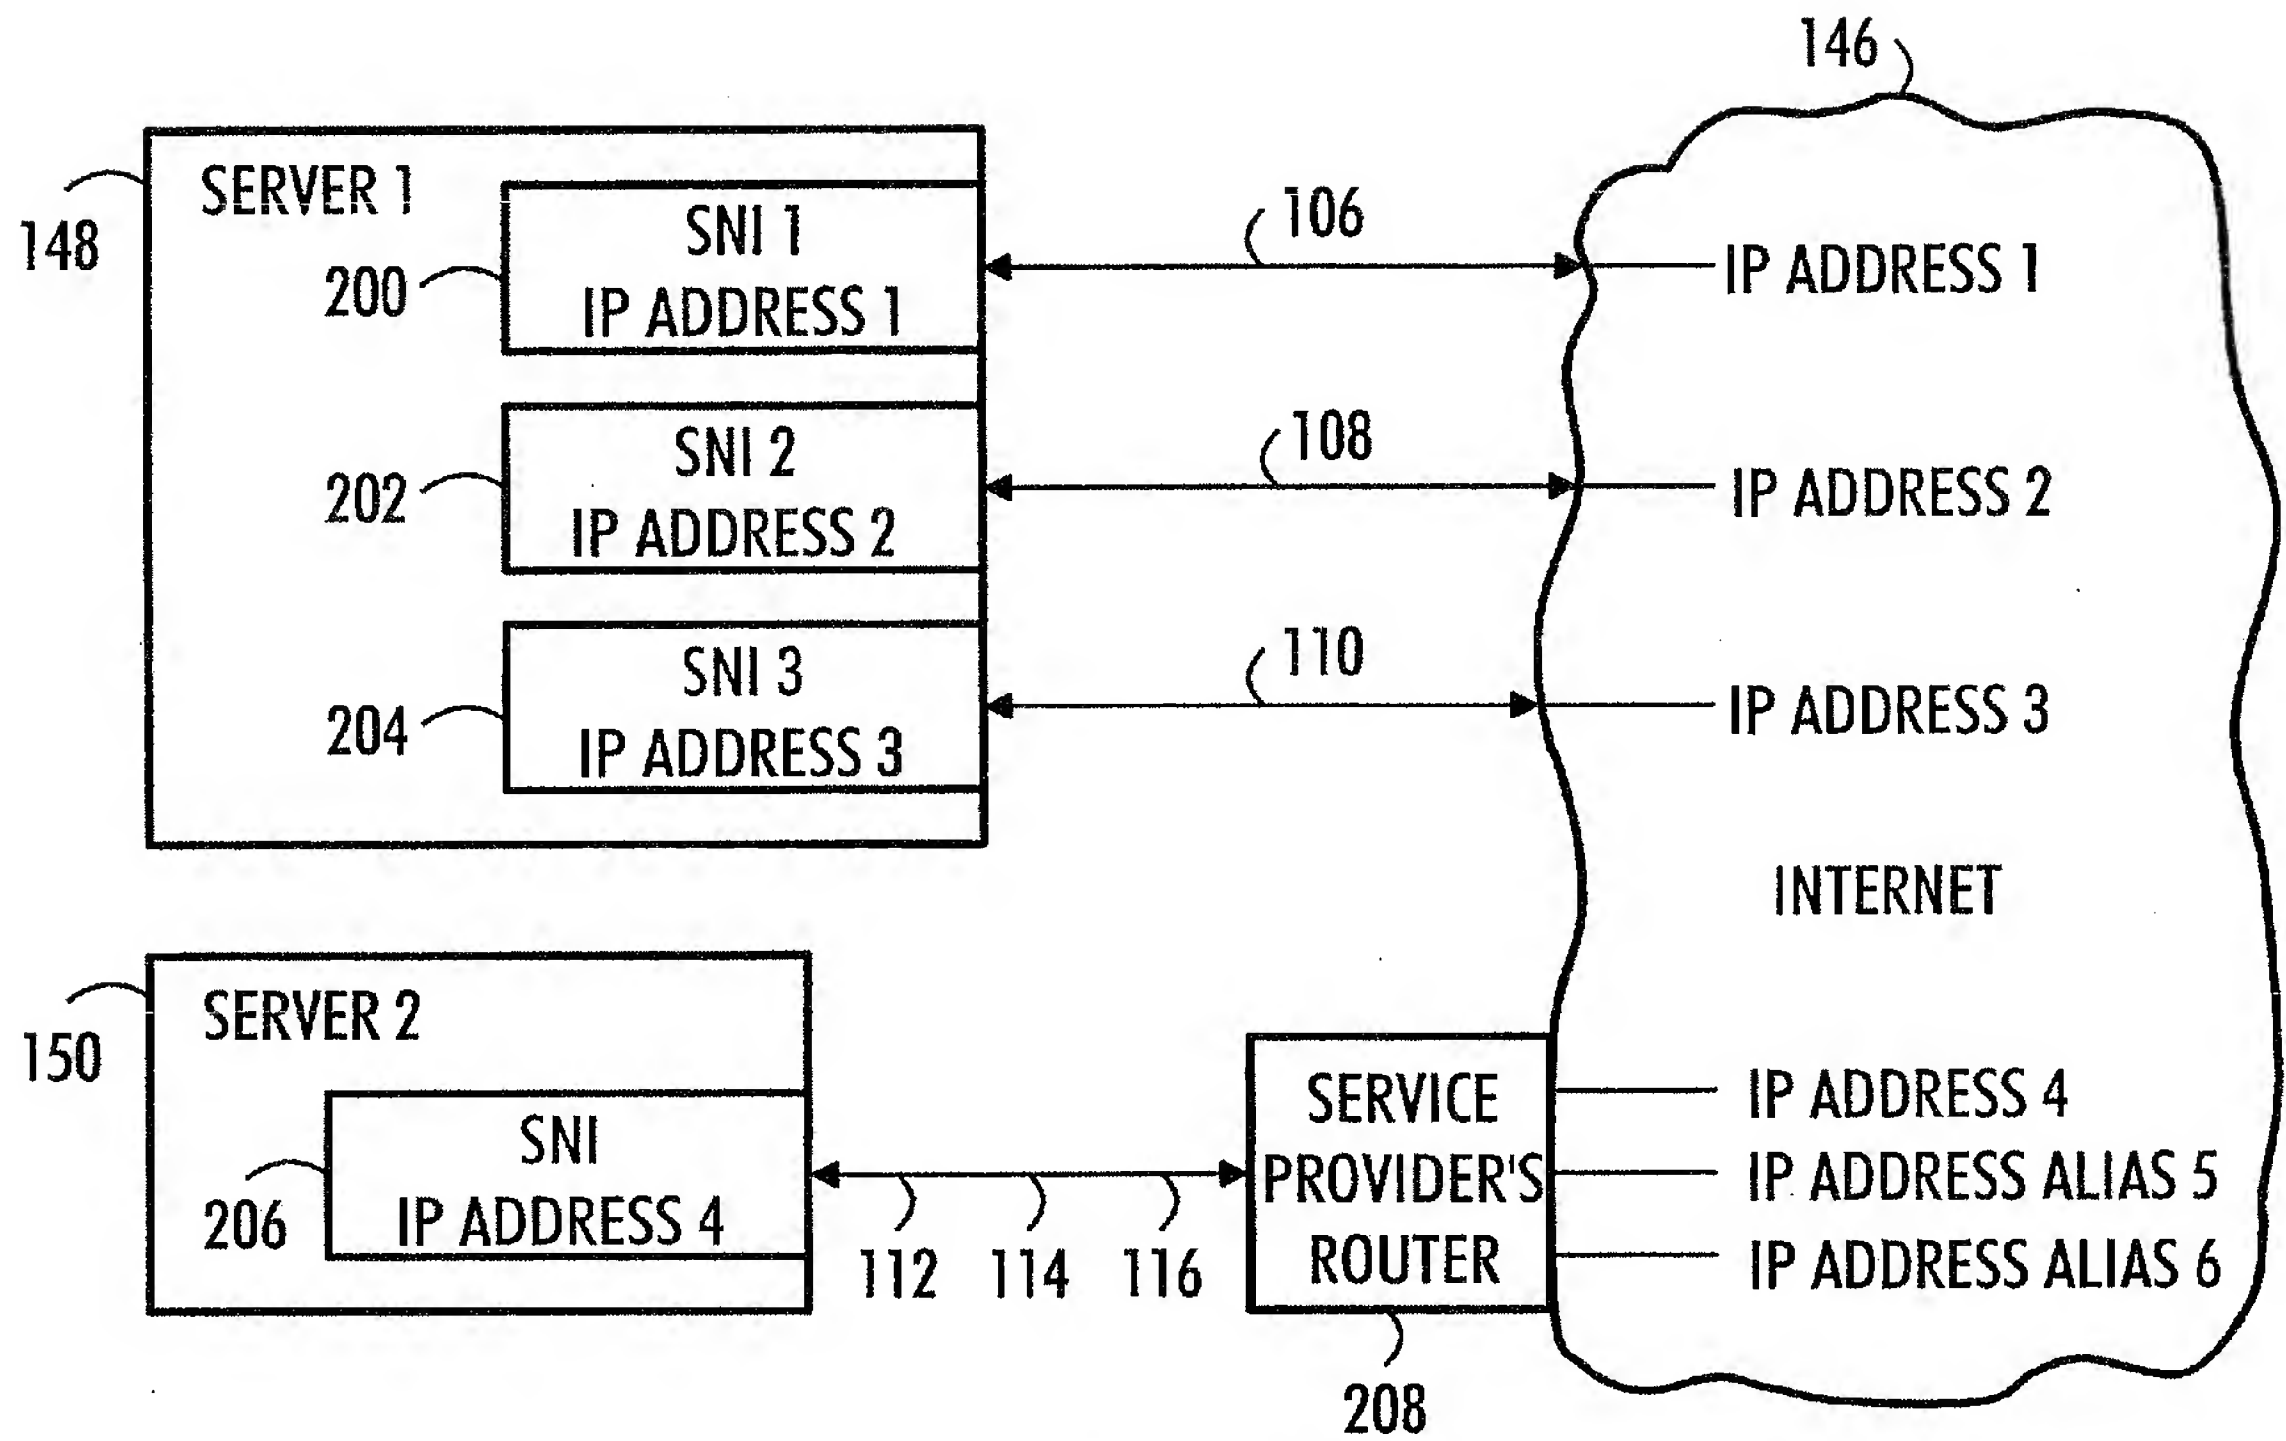 146
SERVER 1
148
SNI 1
IP ADDRESS 1
200
106
IP ADDRESS 1
SNI 2
IP ADDRESS 2
202
108
IP ADDRESS 2
SNI 3
IP ADDRESS 3
204
110
IP ADDRESS 3
INTERNET
SERVER 2
150
SNI
IP ADDRESS 4
206
112
114
116
SERVICE
PROVIDER'S
ROUTER
208
IP ADDRESS 4
IP ADDRESS ALIAS 5
IP ADDRESS ALIAS 6